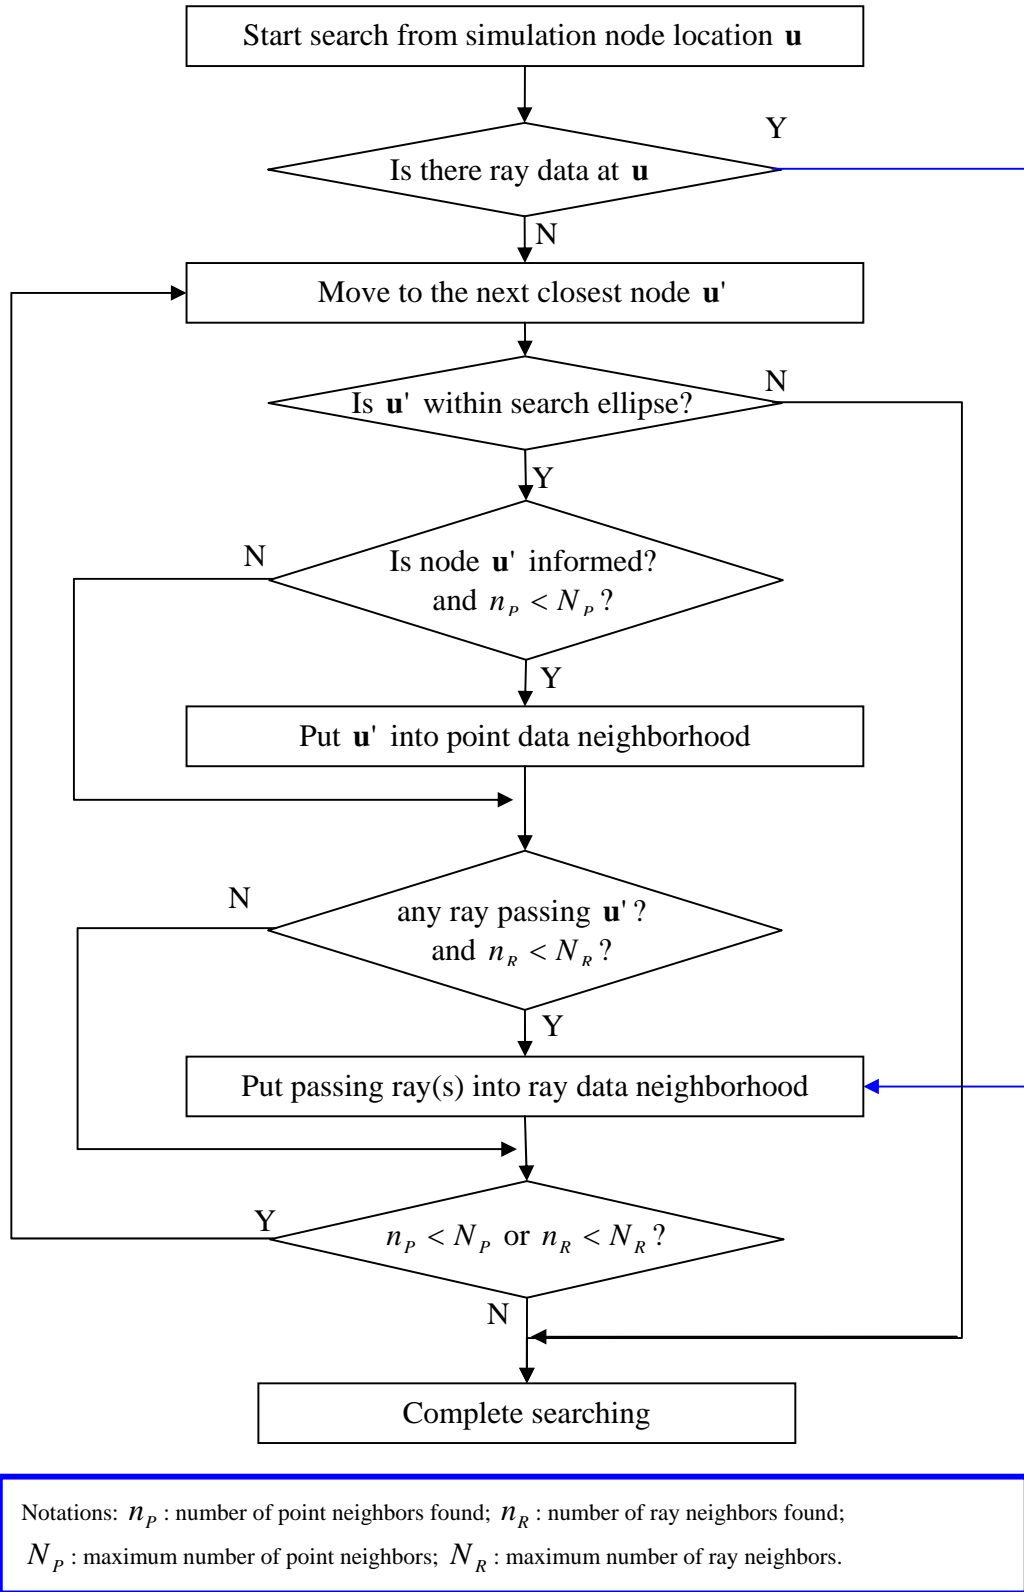 Start search from simulation node location u
Y
Is there ray data at u
N
Move to the next closest node u'
N
Is u' within search ellipse?
Y
N
Is node u' informed?
and n_P < N_P ?
Y
Put u' into point data neighborhood
N
any ray passing u' ?
and n_R < N_R ?
Y
Put passing ray(s) into ray data neighborhood
Y
n_P < N_P or n_R < N_R ?
N
Complete searching
Notations: n_P : number of point neighbors found; n_R : number of ray neighbors found;
N_P : maximum number of point neighbors; N_R : maximum number of ray neighbors.